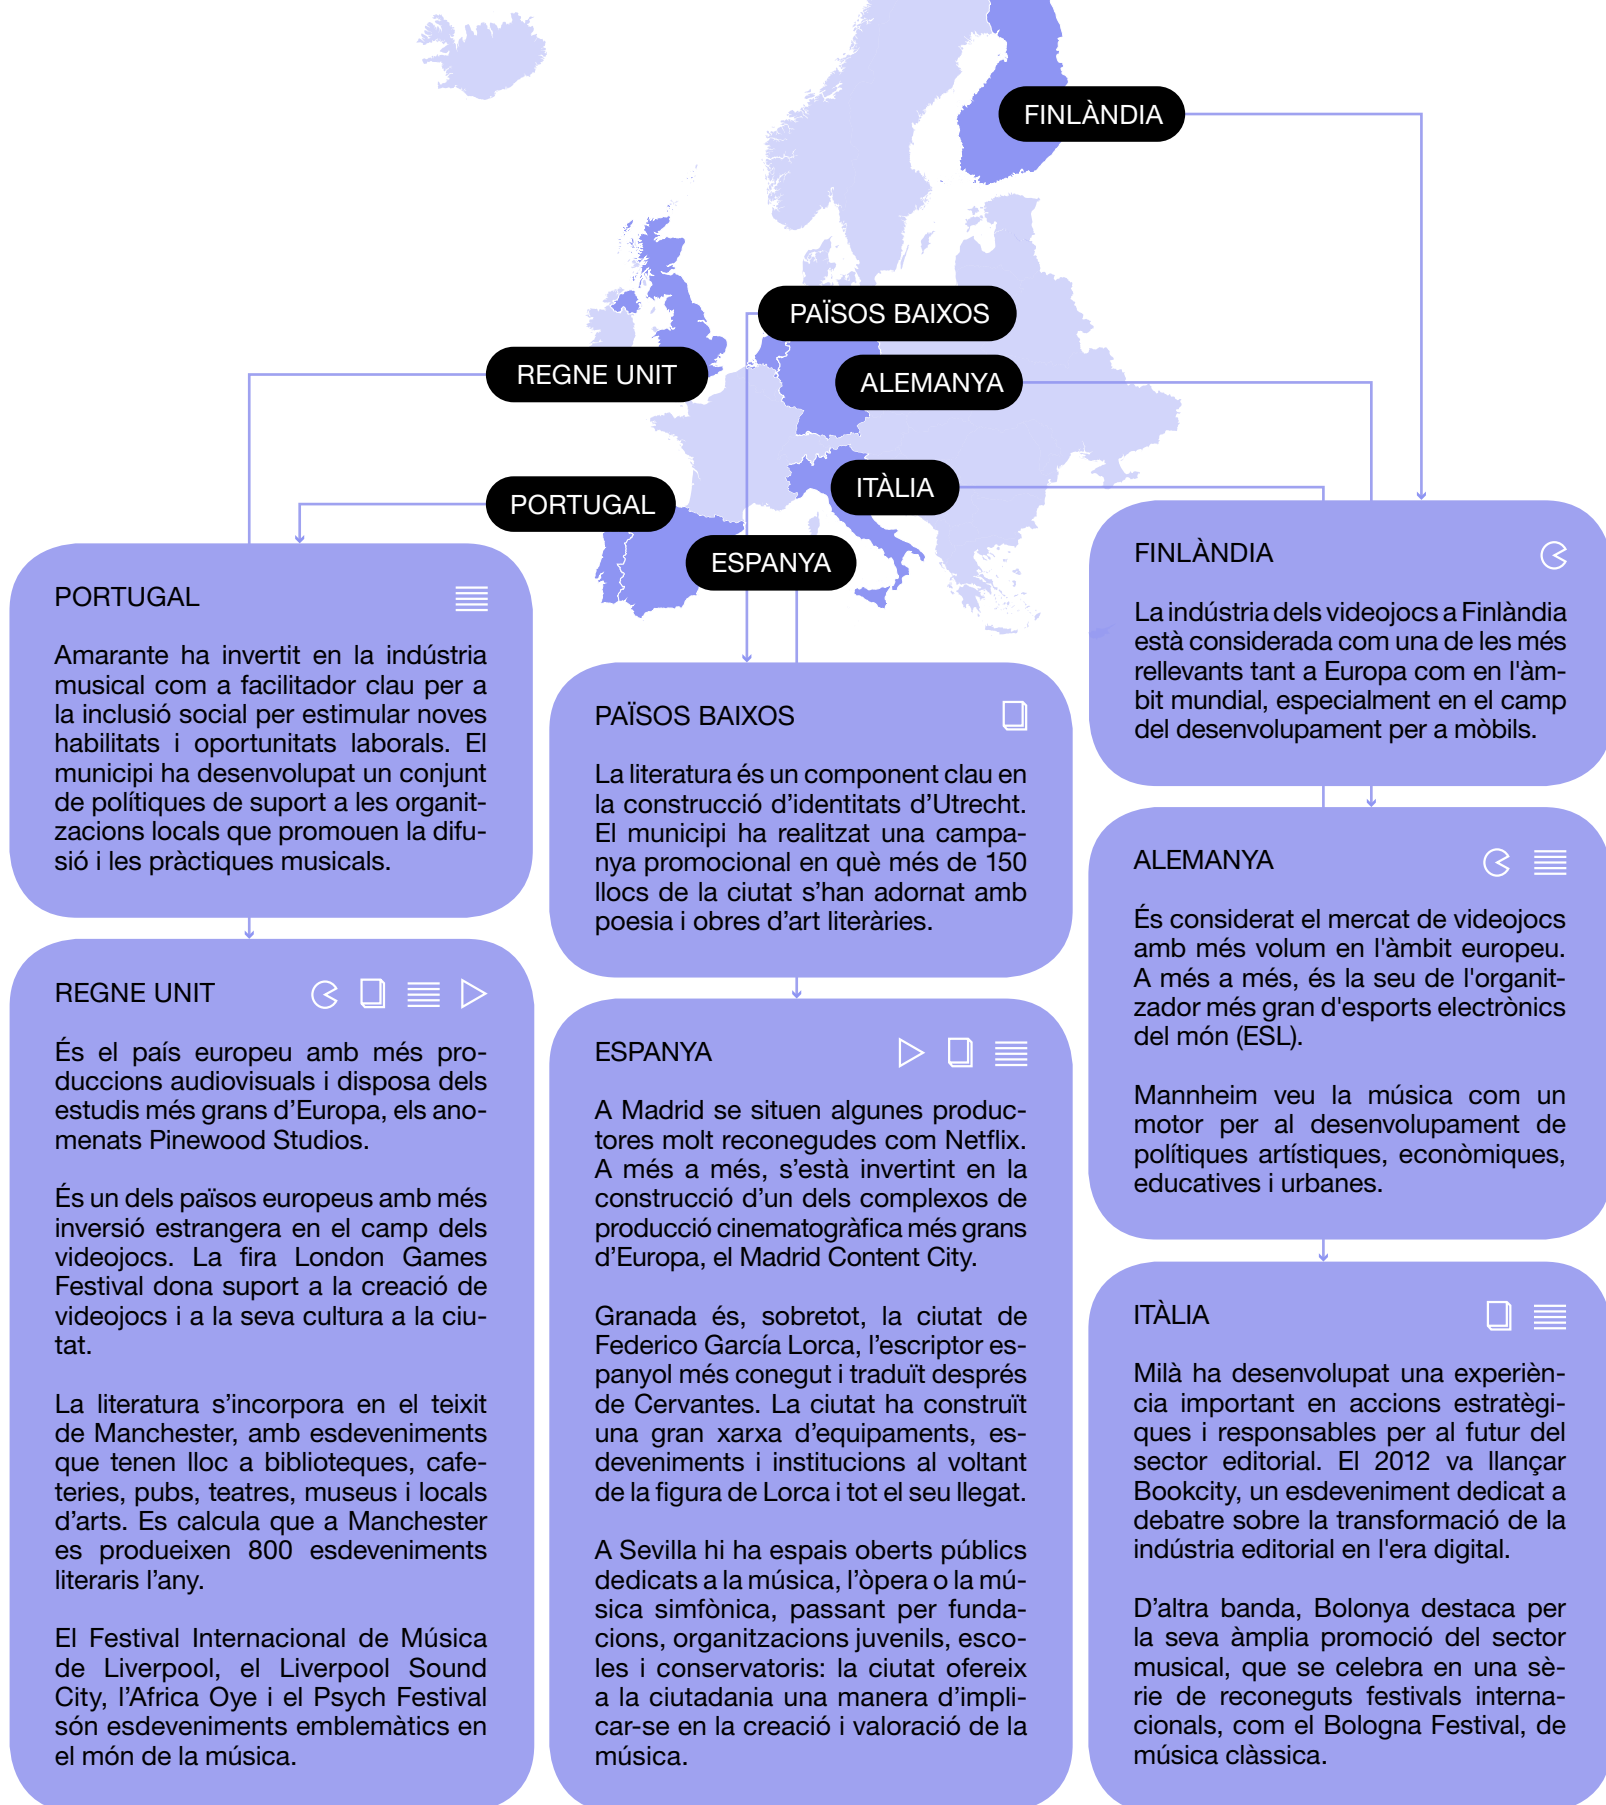 FINLÀNDIA
PAÏSOS BAIXOS
REGNE UNIT
ALEMANYA
ITÀLIA
PORTUGAL
ESPANYA
PORTUGAL
Amarante ha invertit en la indústria
musical com a facilitador clau per a
la inclusió social per estimular noves
habilitats i oportunitats laborals. El
municipi ha desenvolupat un conjunt
de polítiques de suport a les organit-
zacions locals que promouen la difu-
sió i les pràctiques musicals.
REGNE UNIT
És el país europeu amb més pro-
duccions audiovisuals i disposa dels
estudis més grans d’Europa, els ano-
menats Pinewood Studios.
És un dels països europeus amb més
inversió estrangera en el camp dels
videojocs. La fira London Games
Festival dona suport a la creació de
videojocs i a la seva cultura a la ciu-
tat.
La literatura s’incorpora en el teixit
de Manchester, amb esdeveniments
que tenen lloc a biblioteques, cafe-
teries, pubs, teatres, museus i locals
d’arts. Es calcula que a Manchester
es produeixen 800 esdeveniments
literaris l’any.
El Festival Internacional de Música
de Liverpool, el Liverpool Sound
City, l’Africa Oye i el Psych Festival
són esdeveniments emblemàtics en
el món de la música.
PAÏSOS BAIXOS
La literatura és un component clau en
la construcció d’identitats d’Utrecht.
El municipi ha realitzat una campa-
nya promocional en què més de 150
llocs de la ciutat s’han adornat amb
poesia i obres d’art literàries.
ESPANYA
A Madrid se situen algunes produc-
tores molt reconegudes com Netflix.
A més a més, s’està invertint en la
construcció d’un dels complexos de
producció cinematogràfica més grans
d’Europa, el Madrid Content City.
Granada és, sobretot, la ciutat de
Federico García Lorca, l’escriptor es-
panyol més conegut i traduït després
de Cervantes. La ciutat ha construït
una gran xarxa d’equipaments, es-
deveniments i institucions al voltant
de la figura de Lorca i tot el seu llegat.
A Sevilla hi ha espais oberts públics
dedicats a la música, l’òpera o la mú-
sica simfònica, passant per funda-
cions, organitzacions juvenils, esco-
les i conservatoris: la ciutat ofereix
a la ciutadania una manera d’impli-
car-se en la creació i valoració de la
música.
FINLÀNDIA
La indústria dels videojocs a Finlàndia
està considerada com una de les més
rellevants tant a Europa com en l'àm-
bit mundial, especialment en el camp
del desenvolupament per a mòbils.
ALEMANYA
És considerat el mercat de videojocs
amb més volum en l'àmbit europeu.
A més a més, és la seu de l'organit-
zador més gran d'esports electrònics
del món (ESL).
Mannheim veu la música com un
motor per al desenvolupament de
polítiques artístiques, econòmiques,
educatives i urbanes.
ITÀLIA
Milà ha desenvolupat una experièn-
cia important en accions estratègi-
ques i responsables per al futur del
sector editorial. El 2012 va llançar
Bookcity, un esdeveniment dedicat a
debatre sobre la transformació de la
indústria editorial en l'era digital.
D’altra banda, Bolonya destaca per
la seva àmplia promoció del sector
musical, que se celebra en una sè-
rie de reconeguts festivals interna-
cionals, com el Bologna Festival, de
música clàssica.